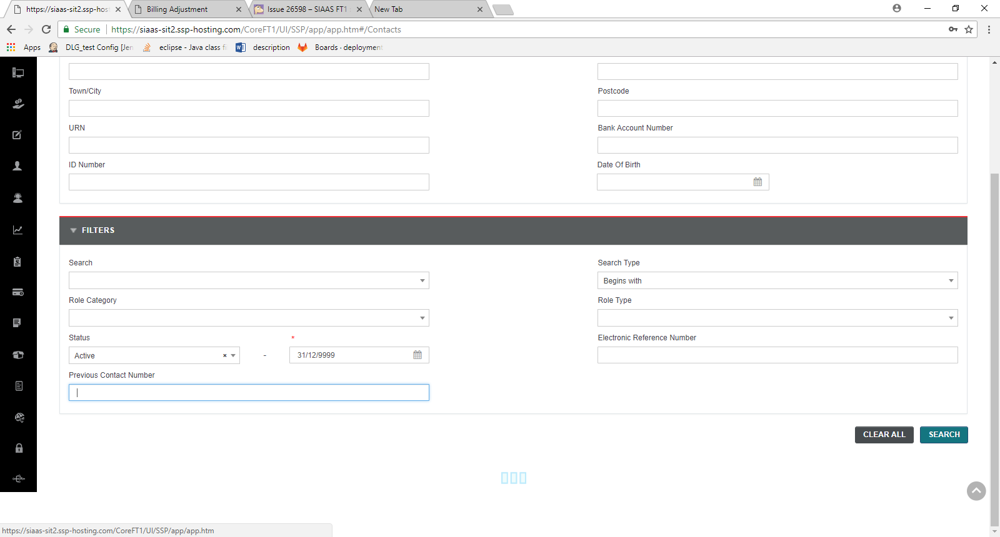 https://siaas-sit2.ssp-host
Billing Adjustment
Issue 26598 – SIAAS FT1
New Tab
Secure
https://siaas-sit2.ssp-hosting.com/CoreFT1/UI/SSP/app/app.htm#/Contacts
Apps
DLG_test Config [Jen
eclipse - Java class fi
description
Boards · deployment
Town/City
Postcode
URN
Bank Account Number
ID Number
Date Of Birth
FILTERS
Search
Search Type
Begins with
Role Category
Role Type
Status
*
Electronic Reference Number
Active
-
31/12/9999
Previous Contact Number
CLEAR ALL
SEARCH
https://siaas-sit2.ssp-hosting.com/CoreFT1/UI/SSP/app/app.htm